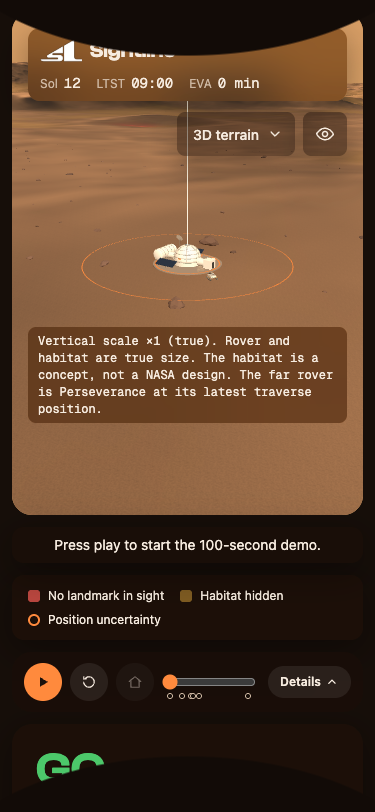 Sol 12 LTST 09:00 EVA 0 min
3D terrain
Vertical scale ×1 (true). Rover and
habitat are true size. The habitat is a
concept, not a NASA design. The far rover
is Perseverance at its latest traverse
position.
Press play to start the 100-second demo.
No landmark in sight Habitat hidden
Position uncertainty
Details
GO